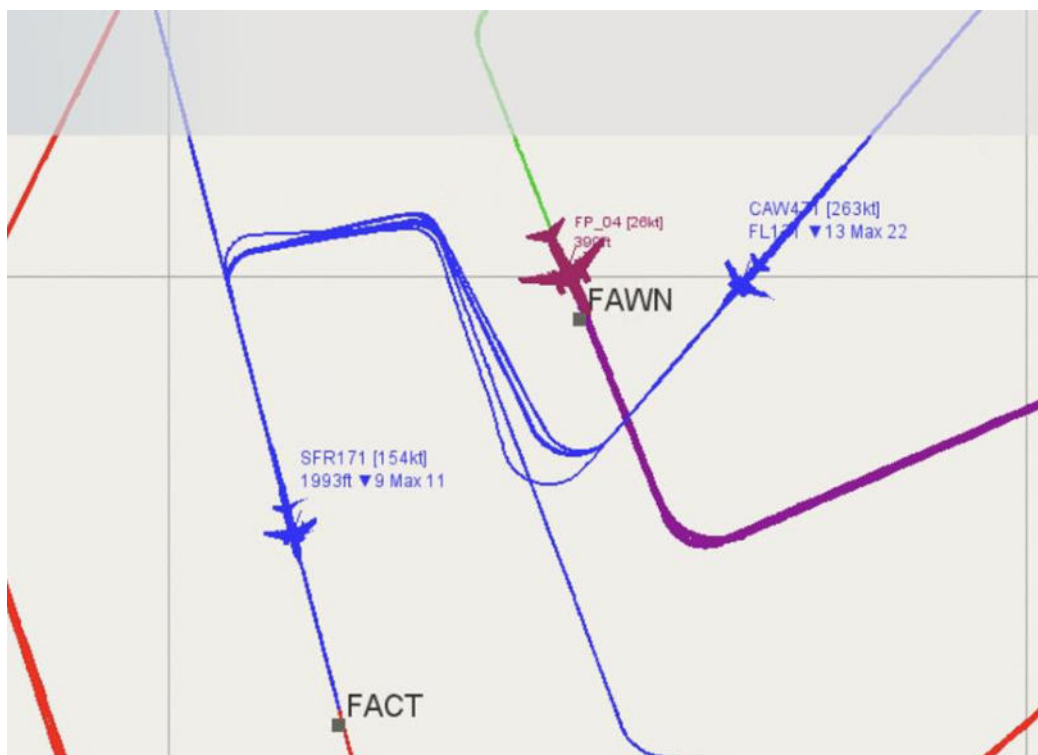 FP_04 [26kt]
CAW471 [263kt]
▼13 Max 22
FAWN
SFR171 [154kt]
1993ft ▼9 Max 11
FACT